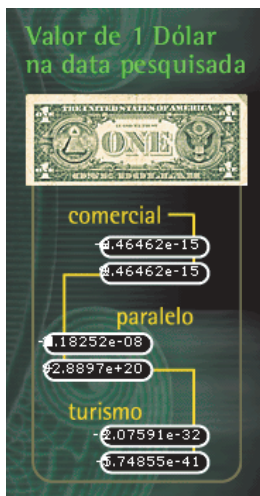 Valor de 1 Dólar
na data pesquisada
THE UNITED STATES OF AMERICA
ONE
comercial
.46462e-15
.46462e-15
paralelo
.18252e-08
2.8897e+20
turismo
2.07591e-32
5.74855e-41